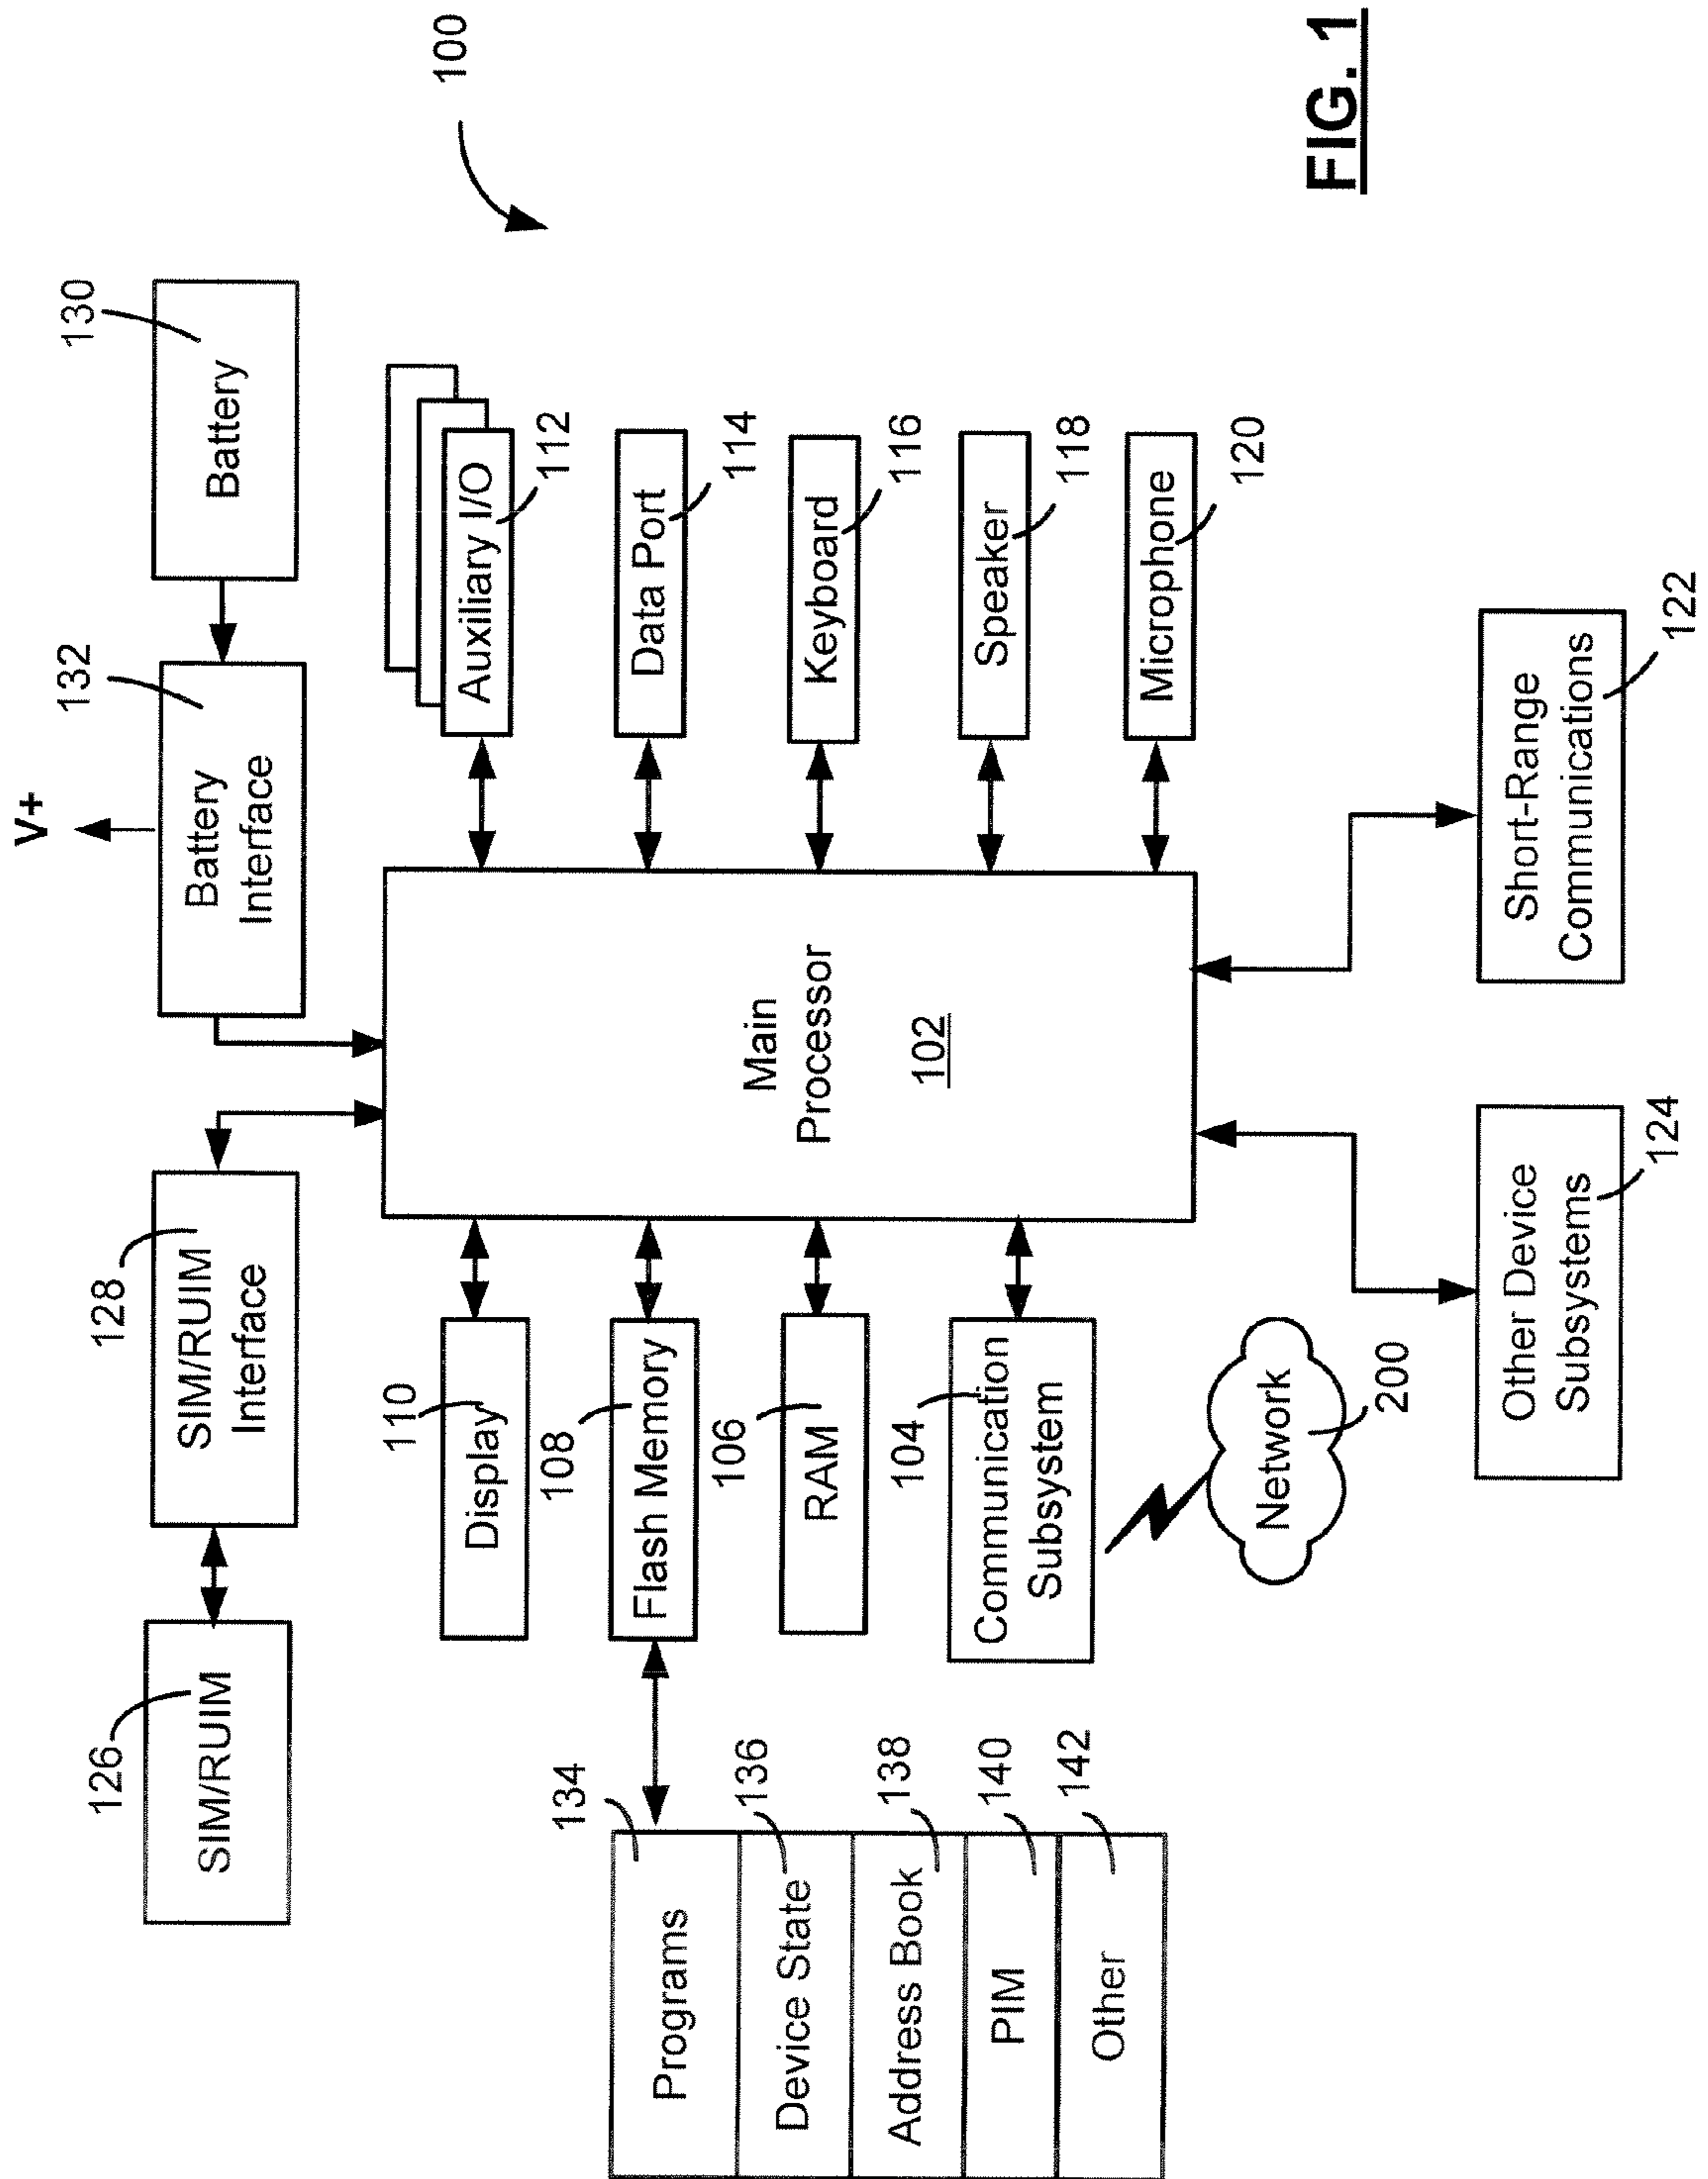 126
SIM/RUIM
128
SIM/RUIM
Interface
V+
132
Battery
Interface
130
Battery
100
110
Display
108
Flash Memory
106
RAM
104
Communication
Subsystem
Network
200
134
Programs
136
Device State
138
Address Book
140
PIM
142
Other
Main
Processor
102
Auxiliary I/O
112
Data Port
114
Keyboard
116
Speaker
118
Microphone
120
Other Device
Subsystems
124
Short-Range
Communications
122
FIG. 1